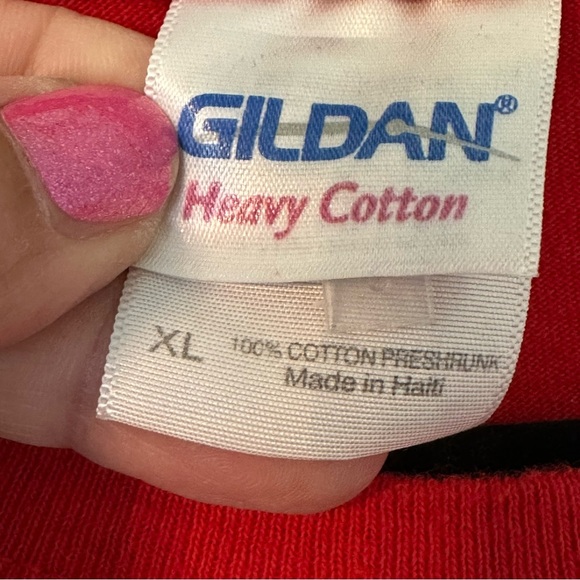 GILDAN®
Heavy Cotton
XL
100% COTTON PRESHRUNK
Made in Haiti